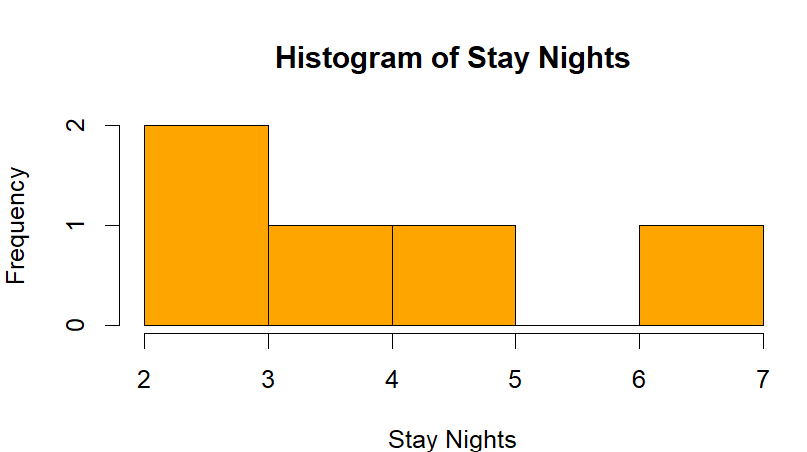 Histogram of Stay Nights
Frequency
2
1
0
2 3 4 5 6 7
Stay Nights